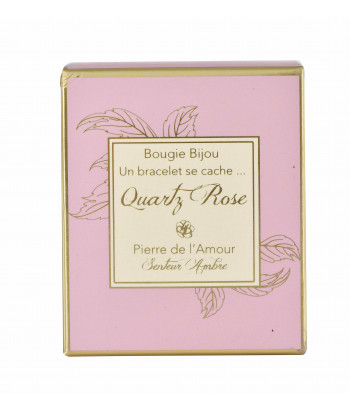 Bougie Bijou
Un bracelet se cache ...
Quartz Rose
Pierre de l'Amour
Senteur Ambre